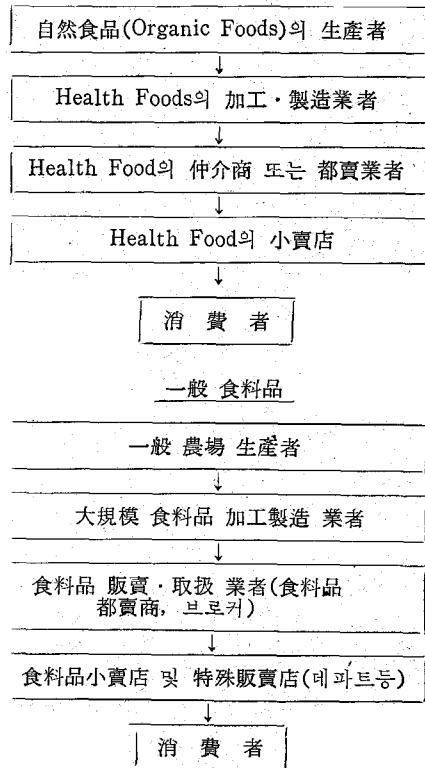 自然食品(Organic Foods)의 生產者
↓
Health Foods의 加工・製造業者
↓
Health Food의 仲介商 또는 都賣業者
↓
Health Food의 小賣店
↓
消 費 者
一般 食料品
一般 農場 生産者
↓
大規模 食料品 加工製造 業者
↓
食料品 販賣・取扱 業者(食料品
都賣商, 브로커)
↓
食料品小賣店 및 特殊販賣店(데파트등)
↓
消 費 者